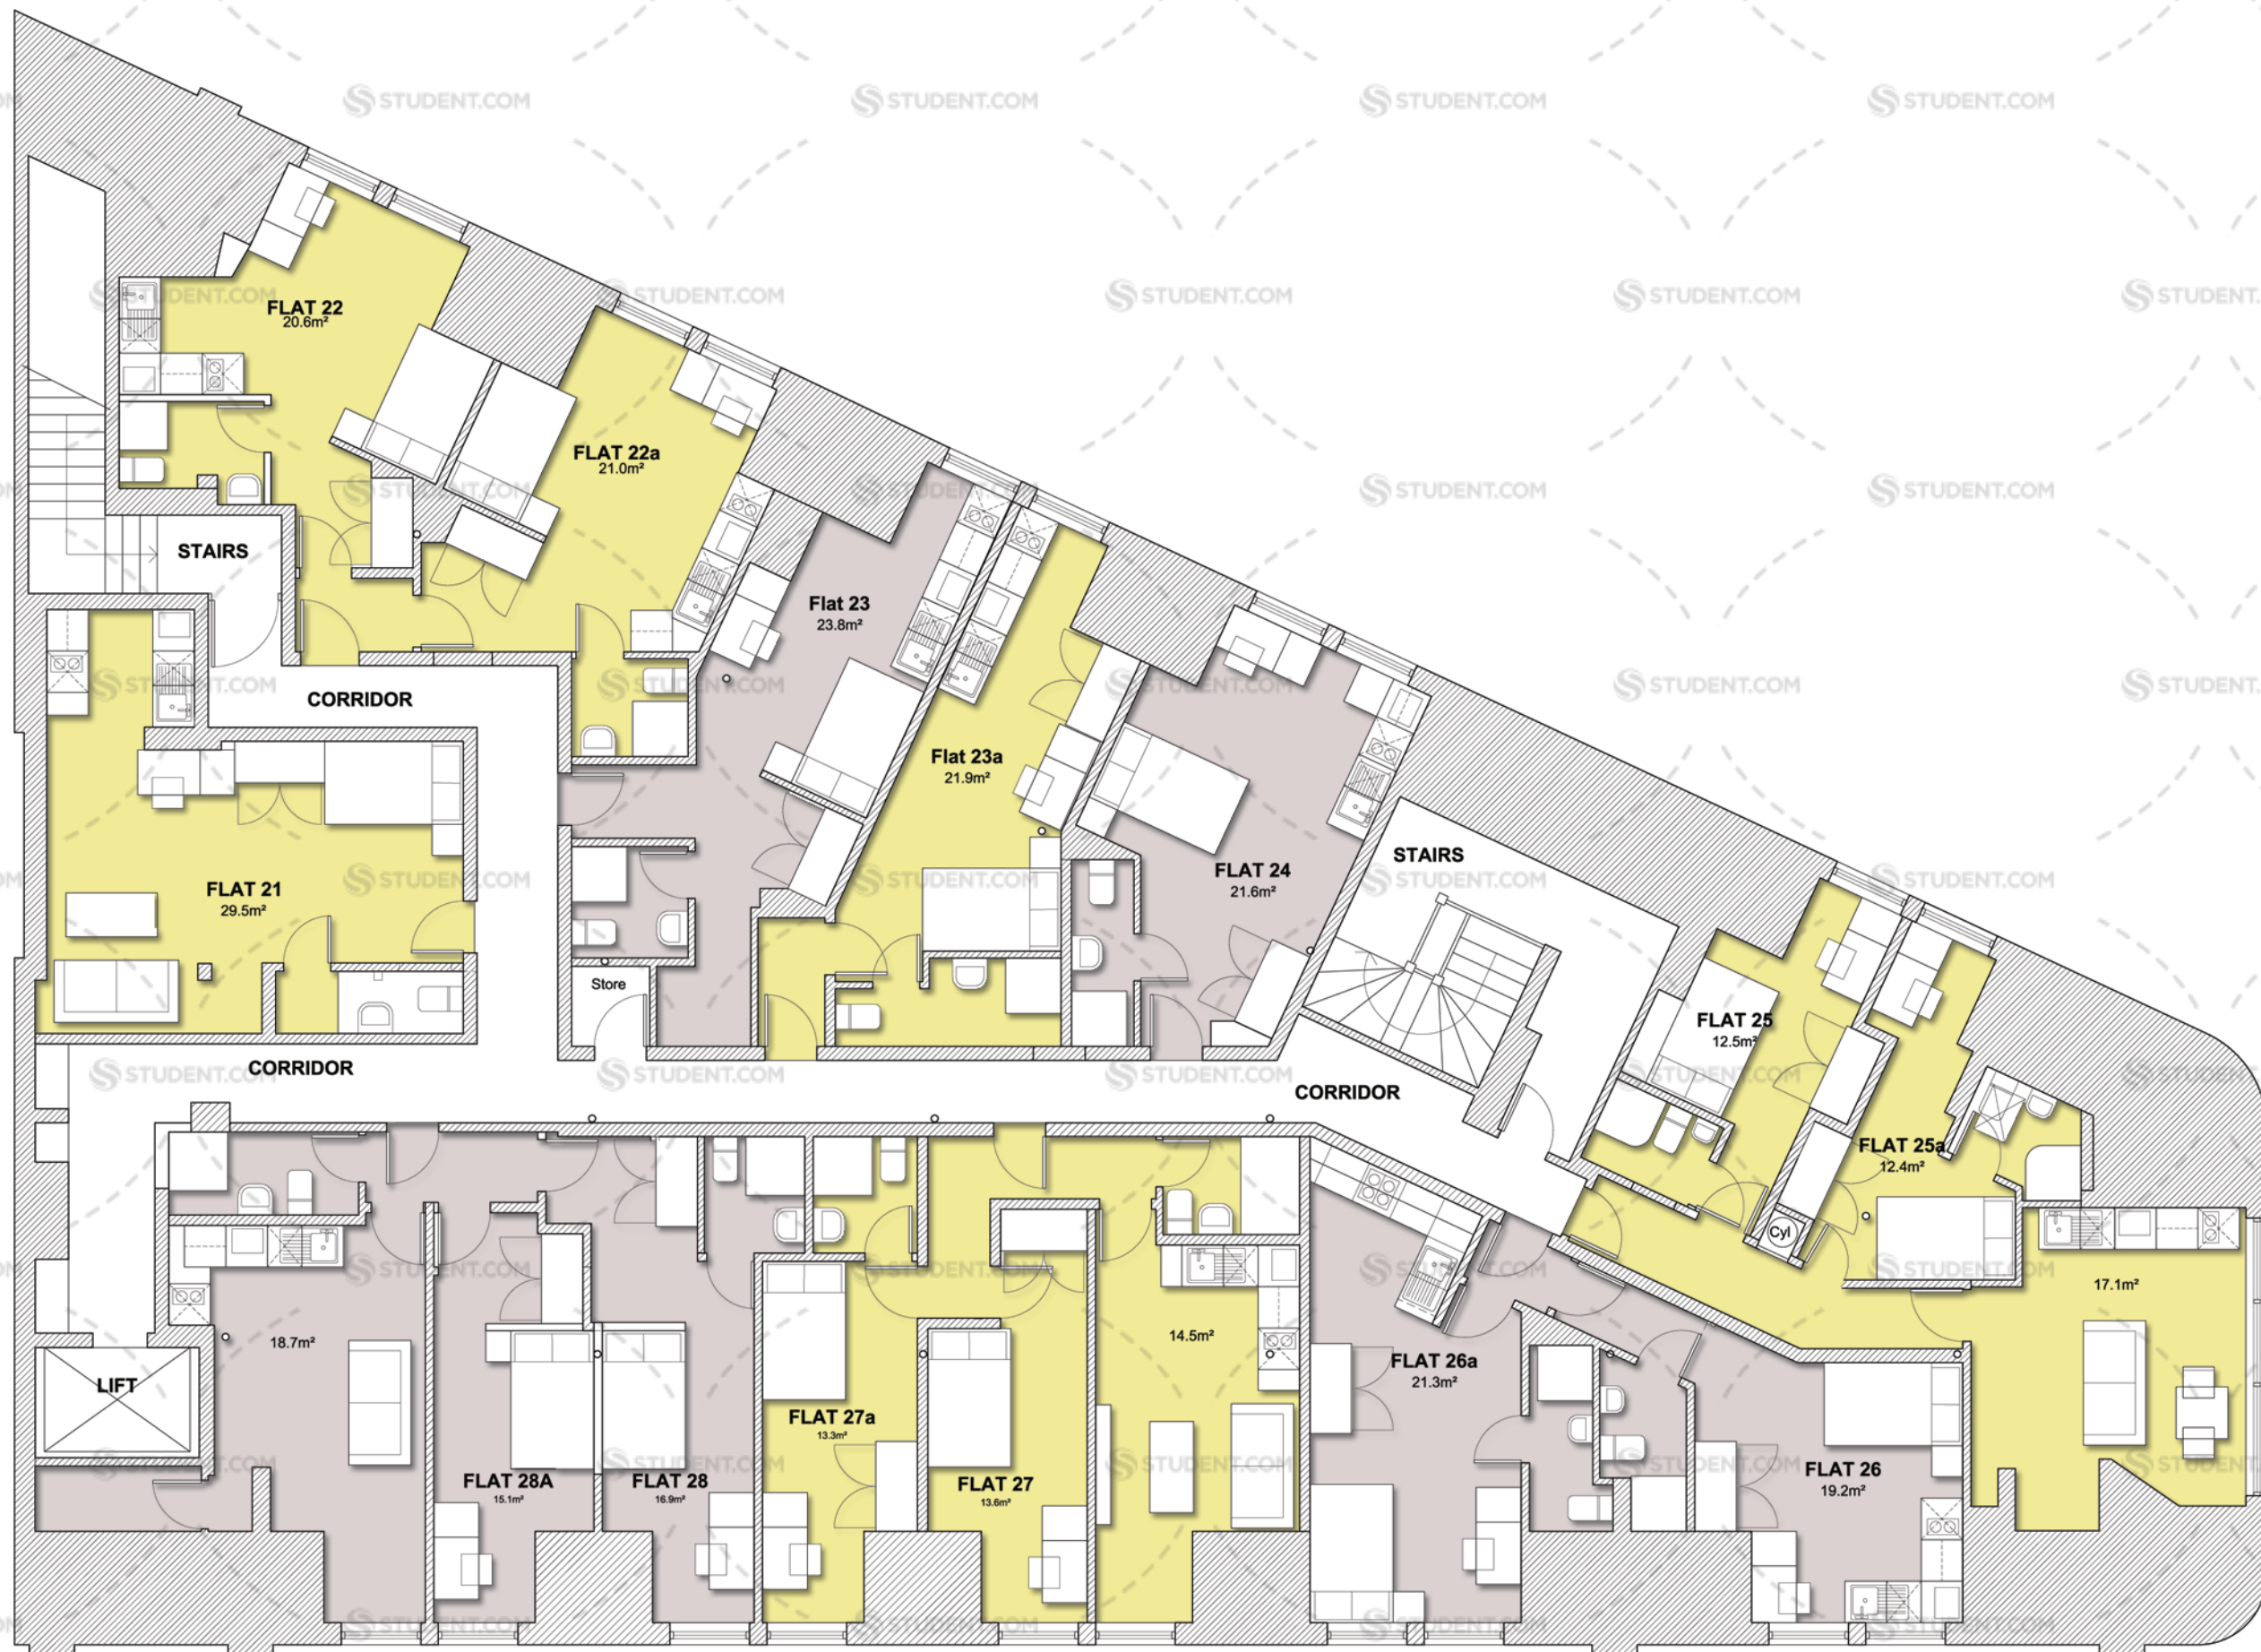 FLAT 22
20.6m²
FLAT 22a
21.0m²
STAIRS
Flat 23
23.8m²
CORRIDOR
Flat 23a
21.9m²
FLAT 21
29.5m²
FLAT 24
21.6m²
STAIRS
Store
FLAT 25
12.5m²
CORRIDOR
CORRIDOR
FLAT 25a
12.4m²
Cyl
17.1m²
18.7m²
14.5m²
LIFT
FLAT 26a
21.3m²
FLAT 27a
13.3m²
FLAT 28A
15.1m²
FLAT 28
16.9m²
FLAT 27
13.6m²
FLAT 26
19.2m²
STUDENT.COM